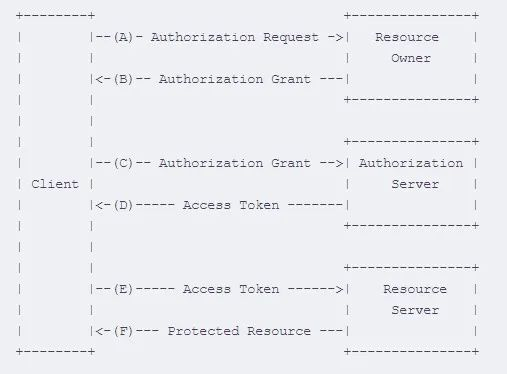 +--------+                               +---------------+
|        |--(A)- Authorization Request ->|   Resource    |
|        |                               |     Owner     |
|        |<-(B)-- Authorization Grant ---|               |
|        |                               +---------------+
|        |
|        |                               +---------------+
|        |--(C)-- Authorization Grant -->| Authorization |
| Client |                               |     Server    |
|        |<-(D)----- Access Token -------|               |
|        |                               +---------------+
|        |
|        |                               +---------------+
|        |--(E)----- Access Token ------>|    Resource   |
|        |                               |     Server    |
|        |<-(F)--- Protected Resource ---|               |
+--------+                               +---------------+